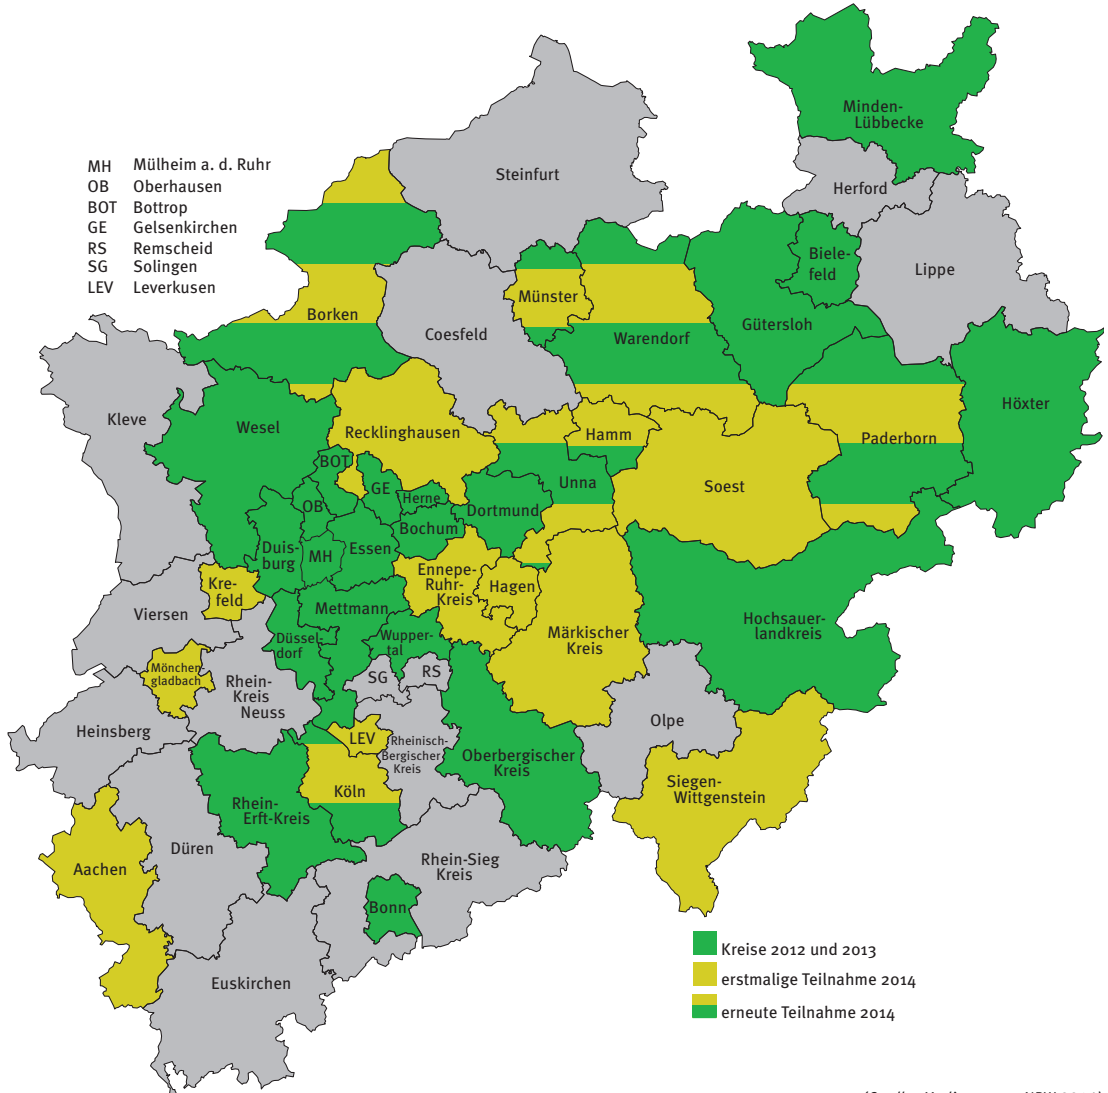 Minden-
Lübbecke
MH Mülheim a. d. Ruhr
OB Oberhausen
BOT Bottrop
GE Gelsenkirchen
RS Remscheid
SG Solingen
LEV Leverkusen
Steinfurt
Herford
Biele-
feld
Lippe
Münster
Borken
Coesfeld
Warendorf
Gütersloh
Kleve
Wesel
Recklinghausen
Hamm
Paderborn
Höxter
BOT
GE
Herne
OB
Unna
Soest
Dortmund
Bochum
Duis-
burg
MH
Essen
Ennepe-
Ruhr-
Kreis
Hagen
Kre-
feld
Viersen
Mettmann
Düssel-
dorf
Wupper-
tal
Märkischer
Kreis
Hochsauer-
landkreis
Mönchen-
gladbach
Rhein-
Kreis
Neuss
SG
RS
Heinsberg
LEV
Rheinisch-
Bergischer
Kreis
Oberbergischer
Kreis
Olpe
Siegen-
Wittgenstein
Köln
Rhein-
Erft-Kreis
Düren
Aachen
Rhein-Sieg
Kreis
Bonn
Euskirchen
Kreise 2012 und 2013
erstmalige Teilnahme 2014
erneute Teilnahme 2014